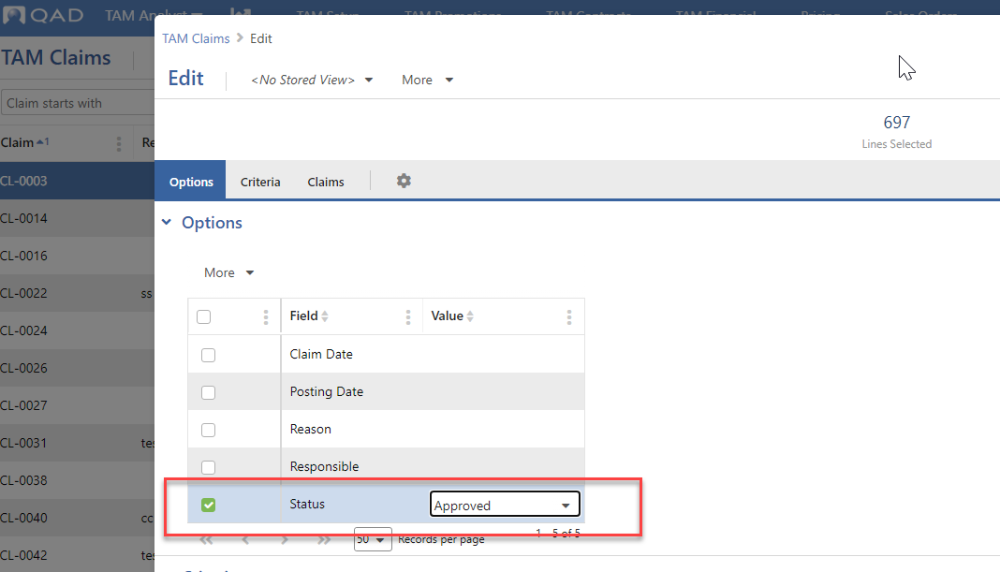 QAD TAM Analyst TAM Setup TAM Promotions TAM Contracts TAM Financial Pricing Sales Orders
TAM Claims > Edit
TAM Claims
Edit <No Stored View> More
Claim starts with
697
Lines Selected
Claim 1 Re
Options Criteria Claims
CL-0003
CL-0014
CL-0016
CL-0022 ss
CL-0024
CL-0026
CL-0027
CL-0031 tes
CL-0038
CL-0040 cc
CL-0042 tes
Options
More
Field Value
Claim Date
Posting Date
Reason
Responsible
Status Approved
50 Records per page 1 - 5 of 5